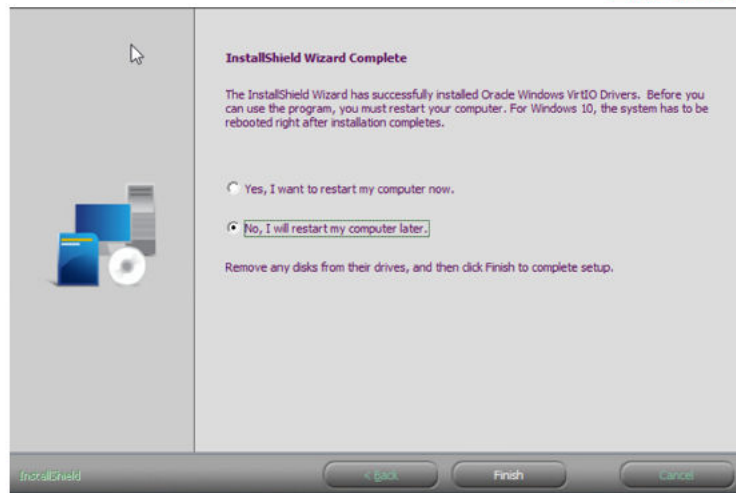 InstallShield Wizard Complete
The InstallShield Wizard has successfully installed Oracle Windows VirtIO Drivers. Before you
can use the program, you must restart your computer. For Windows 10, the system has to be
rebooted right after installation completes.
Yes, I want to restart my computer now.
No, I will restart my computer later.
Remove any disks from their drives, and then click Finish to complete setup.
InstallShield
< Back
Finish
Cancel